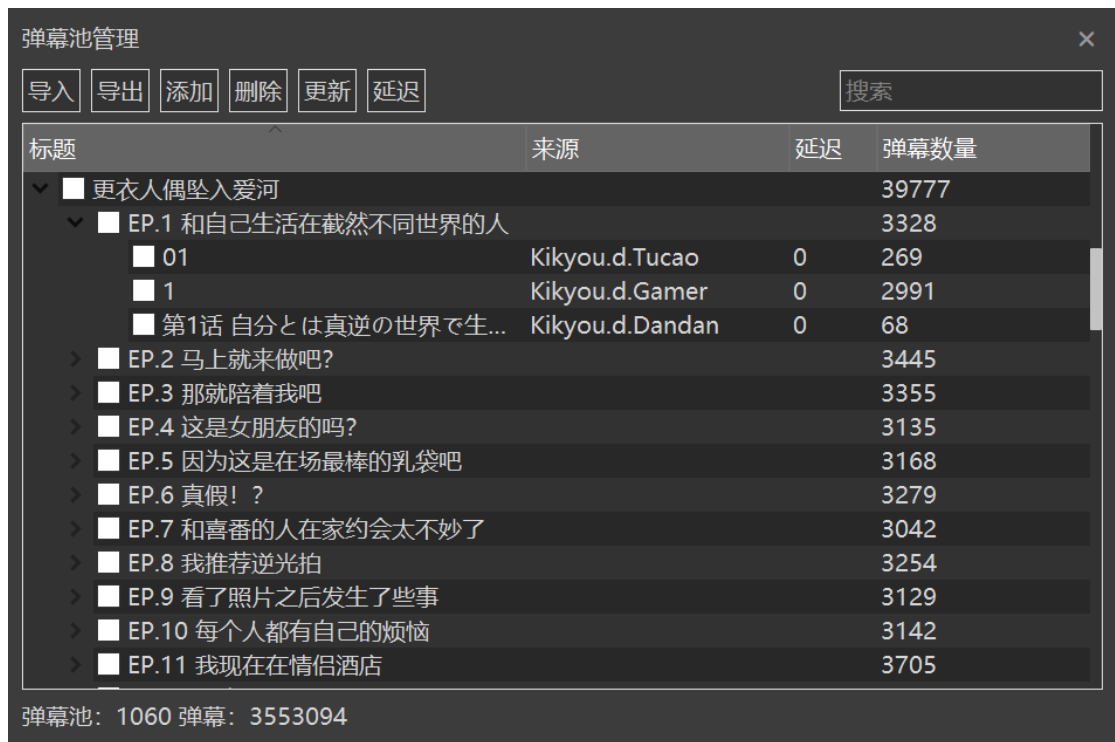 弹幕池管理
导入 导出 添加 删除 更新 延迟 搜索
标题 来源 延迟 弹幕数量
更衣人偶坠入爱河 39777
EP.1 和自己生活在截然不同世界的人 3328
01 Kikyou.d.Tucao 0 269
1 Kikyou.d.Gamer 0 2991
第1话 自分とは真逆の世界で生... Kikyou.d.Dandan 0 68
EP.2 马上就来做吧? 3445
EP.3 那就陪着我吧 3355
EP.4 这是女朋友的吗? 3135
EP.5 因为这是在场最棒的乳袋吧 3168
EP.6 真假！？ 3279
EP.7 和喜番的人在家约会太不妙了 3042
EP.8 我推荐逆光拍 3254
EP.9 看了照片之后发生了些事 3129
EP.10 每个人都有自己的烦恼 3142
EP.11 我现在在情侣酒店 3705
弹幕池：1060 弹幕：3553094